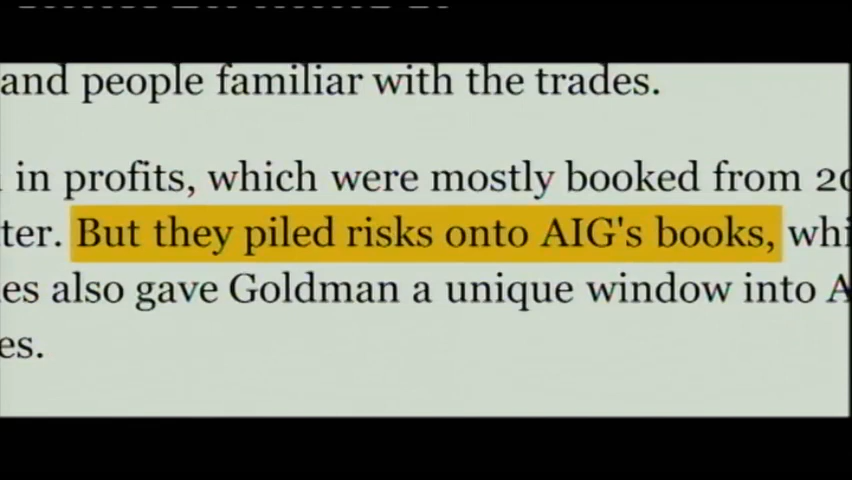 and people familiar with the trades.
in profits, which were mostly booked from
ter. But they piled risks onto AIG's books,
es also gave Goldman a unique window into
es.